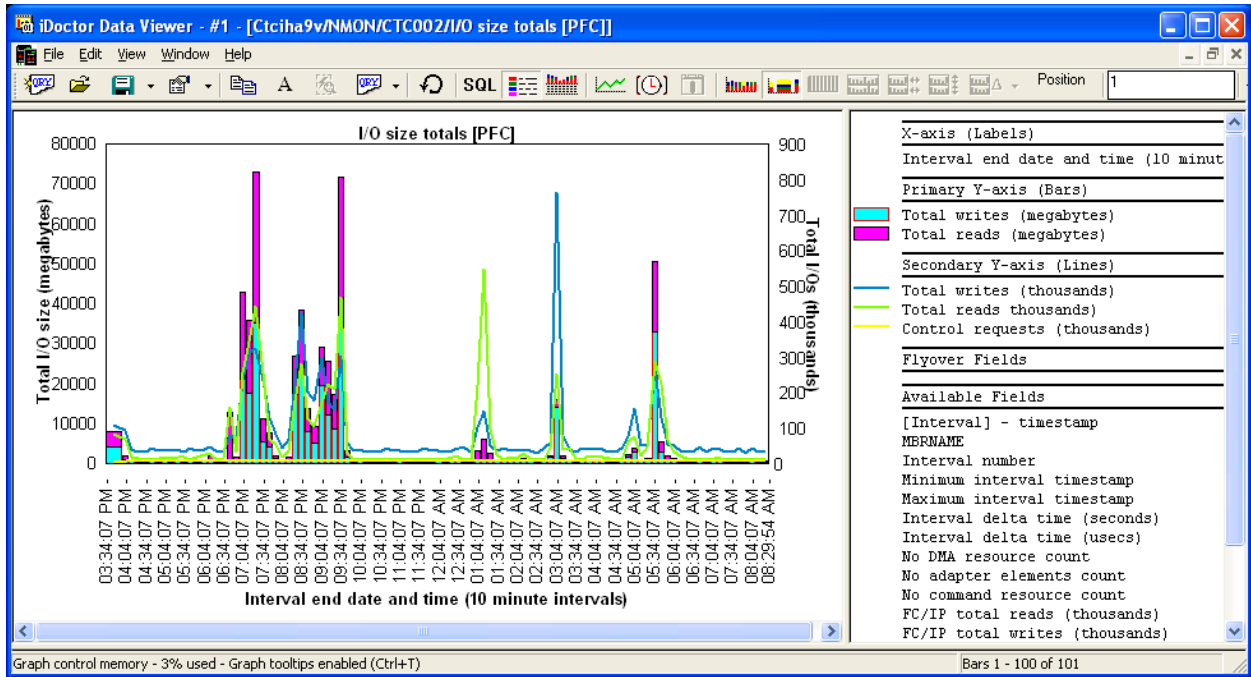 iDoctor Data Viewer - #1 - [Ctciha9v/NMON/CTC002/I/O size totals [PFC]]
File Edit View Window Help
QRY A QRY SQL Position 1
I/O size totals [PFC]
Total I/O size (megabytes)
80000
70000
60000
50000
40000
30000
20000
10000
0
900
800
700
600
500
400
300
200
100
0
Total I/Os (thousands)
03:34:07 PM -
04:04:07 PM -
04:34:07 PM -
05:04:07 PM -
05:34:07 PM -
06:04:07 PM -
06:34:07 PM -
07:04:07 PM -
07:34:07 PM -
08:04:07 PM -
08:34:07 PM -
09:04:07 PM -
09:34:07 PM -
10:04:07 PM -
10:34:07 PM -
11:04:07 PM -
11:34:07 PM -
12:04:07 AM -
12:34:07 AM -
01:04:07 AM -
01:34:07 AM -
02:04:07 AM -
02:34:07 AM -
03:04:07 AM -
03:34:07 AM -
04:04:07 AM -
04:34:07 AM -
05:04:07 AM -
05:34:07 AM -
06:04:07 AM -
06:34:07 AM -
07:04:07 AM -
07:34:07 AM -
08:04:07 AM -
08:29:54 AM -
Interval end date and time (10 minute intervals)
X-axis (Labels)
Interval end date and time (10 minut
Primary Y-axis (Bars)
Total writes (megabytes)
Total reads (megabytes)
Secondary Y-axis (Lines)
Total writes (thousands)
Total reads thousands)
Control requests (thousands)
Flyover Fields
Available Fields
[Interval] - timestamp
MBRNAME
Interval number
Minimum interval timestamp
Maximum interval timestamp
Interval delta time (seconds)
Interval delta time (usecs)
No DMA resource count
No adapter elements count
No command resource count
FC/IP total reads (thousands)
FC/IP total writes (thousands)
Graph control memory - 3% used - Graph tooltips enabled (Ctrl+T)
Bars 1 - 100 of 101